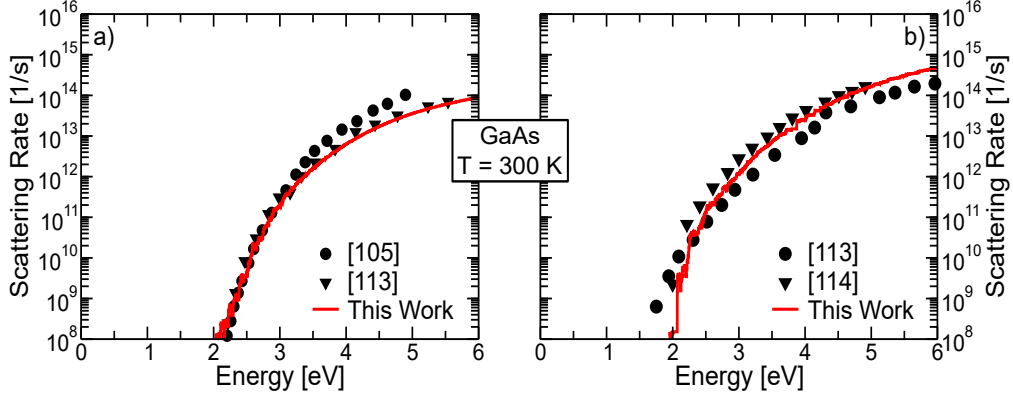 a)
Scattering Rate [1/s]
10^16
10^15
10^14
10^13
10^12
10^11
10^10
10^9
10^8
0 1 2 3 4 5 6
Energy [eV]
[105]
[113]
This Work
GaAs
T = 300 K
b)
[113]
[114]
This Work
0 1 2 3 4 5 6
Energy [eV]
10^16
10^15
10^14
10^13
10^12
10^11
10^10
10^9
10^8
Scattering Rate [1/s]